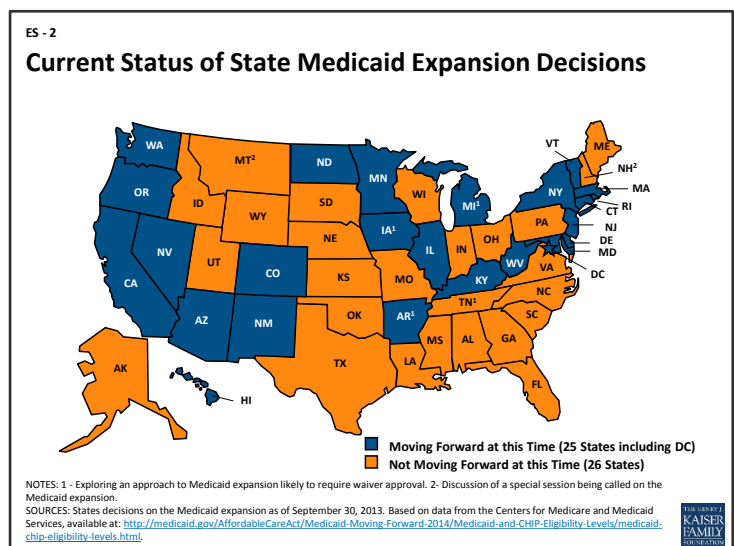 ES - 2
Current Status of State Medicaid Expansion Decisions
WA
MT²
ND
MN
VT
ME
NH²
OR
ID
SD
WI
MI¹
NY
MA
WY
RI
CT
IA¹
PA
NJ
NE
NV
IL
IN
OH
DE
MD
UT
CO
WV
VA
DC
CA
KS
MO
KY
NC
TN¹
AZ
NM
OK
AR¹
SC
MS
AL
GA
AK
TX
LA
FL
HI
Moving Forward at this Time (25 States including DC)
Not Moving Forward at this Time (26 States)
NOTES: 1 - Exploring an approach to Medicaid expansion likely to require waiver approval. 2- Discussion of a special session being called on the
Medicaid expansion.
SOURCES: States decisions on the Medicaid expansion as of September 30, 2013. Based on data from the Centers for Medicare and Medicaid
Services, available at: http://medicaid.gov/AffordableCareAct/Medicaid-Moving-Forward-2014/Medicaid-and-CHIP-Eligibility-Levels/medicaid-
chip-eligibility-levels.html.
THE HENRY J.
KAISER
FAMILY
FOUNDATION